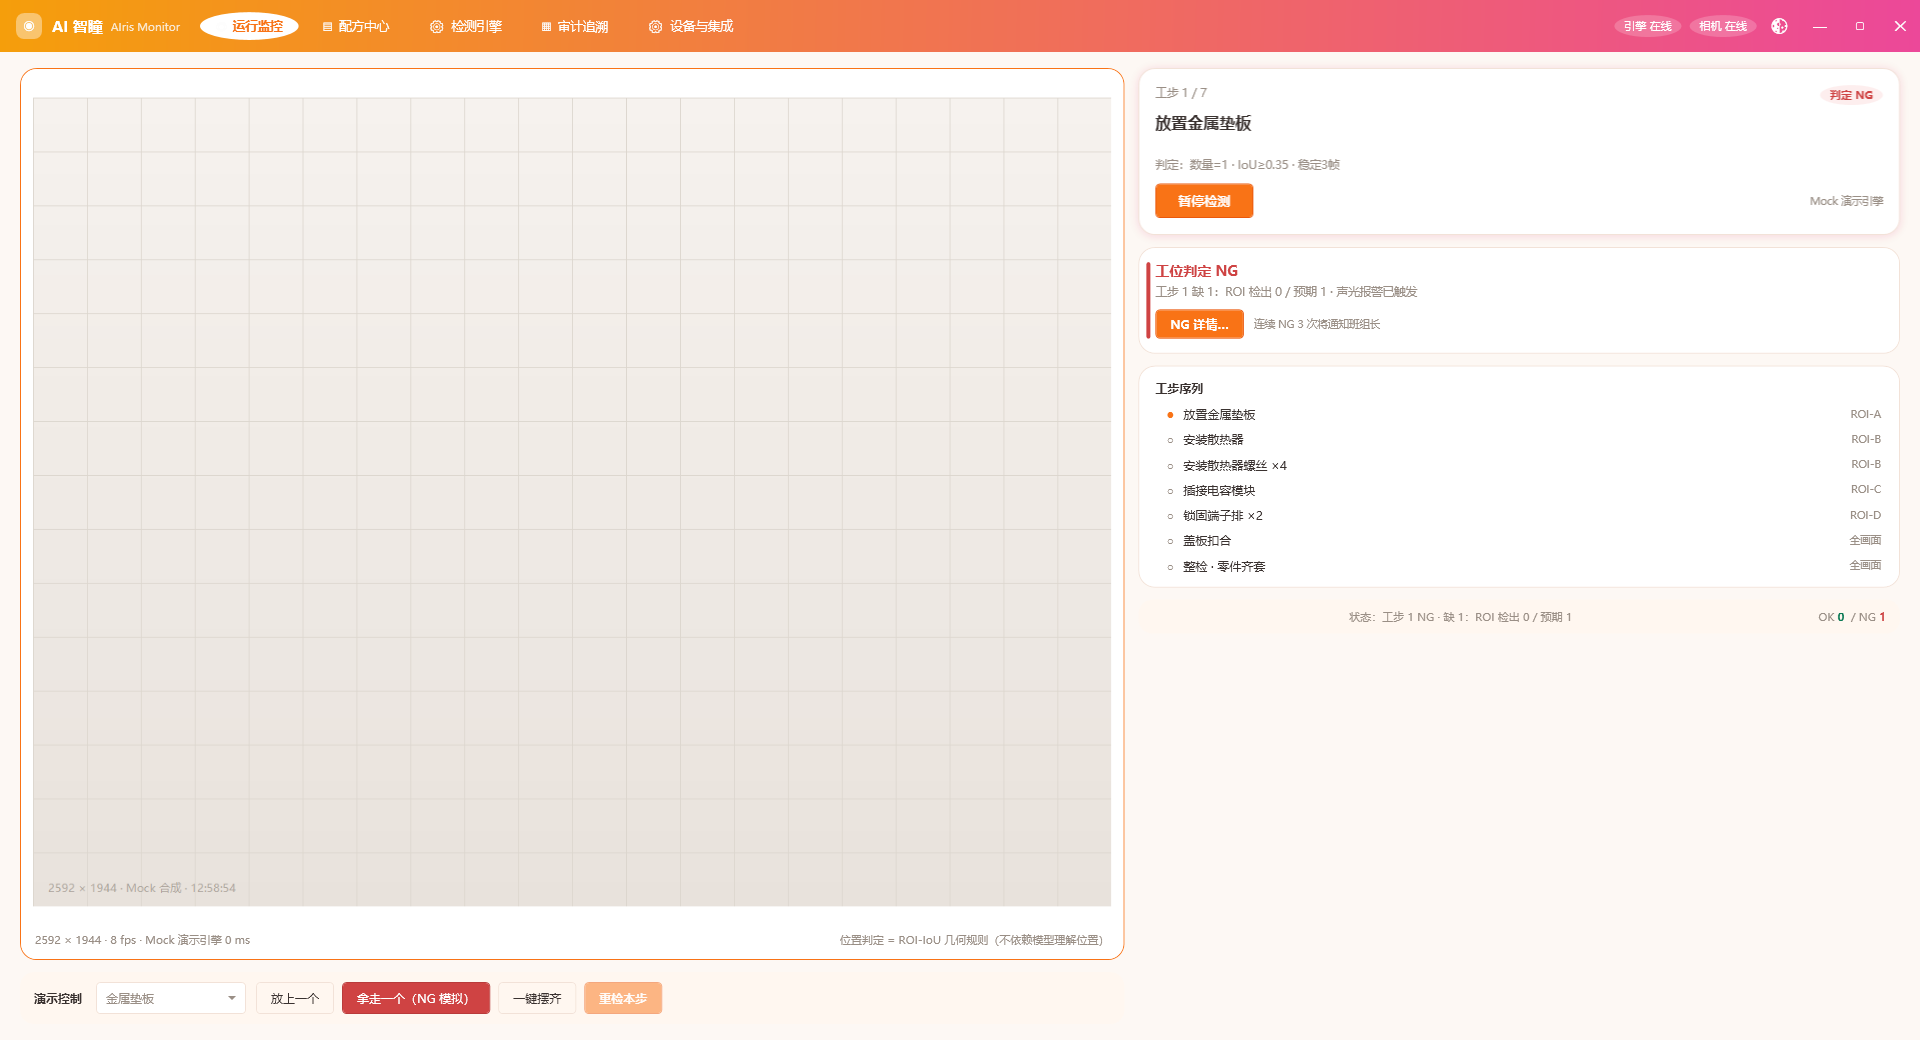 AI 智瞳 AIris Monitor 运行监控 配方中心 检测引擎 审计追溯 设备与集成 引擎 在线 相机 在线
工步 1 / 7
判定 NG
放置金属垫板
判定：数量=1 · IoU≥0.35 · 稳定3帧
暂停检测
Mock 演示引擎
工位判定 NG
工步 1 缺 1：ROI 检出 0 / 预期 1 · 声光报警已触发
NG 详情...
连续 NG 3 次将通知班组长
工步序列
放置金属垫板 ROI-A
安装散热器 ROI-B
安装散热器螺丝 ×4 ROI-B
插接电容模块 ROI-C
锁固端子排 ×2 ROI-D
盖板扣合 全画面
整检 · 零件齐套 全画面
状态：工步 1 NG · 缺 1：ROI 检出 0 / 预期 1
OK 0 / NG 1
2592 × 1944 · Mock 合成 · 12:58:54
2592 × 1944 · 8 fps · Mock 演示引擎 0 ms
位置判定 = ROI-IoU 几何规则（不依赖模型理解位置）
演示控制 金属垫板 放上一个 拿走一个（NG 模拟） 一键摆齐 重检本步